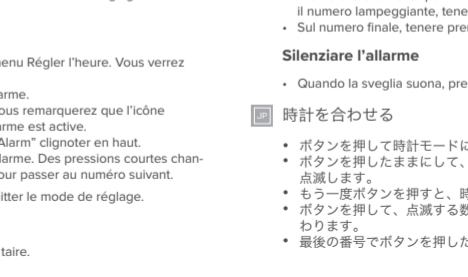 enu Régler l'heure. Vous verrez
arme.
ous remarquerez que l'icône
arme est active.
Alarm" clignoter en haut.
larme. Des pressions courtes chan-
our passer au numéro suivant.
itter le mode de réglage.
taire.
il numero lampeggiante, tene
• Sul numero finale, tenere prem
Silenziare l'allarme
• Quando la sveglia suona, pre
JP 時計を合わせる
• ボタンを押して時計モードに
• ボタンを押したままにして、
点滅します。
• もう一度ボタンを押すと、時
• ボタンを押して、点滅する数
わります。
• 最後の番号でボタンを押した